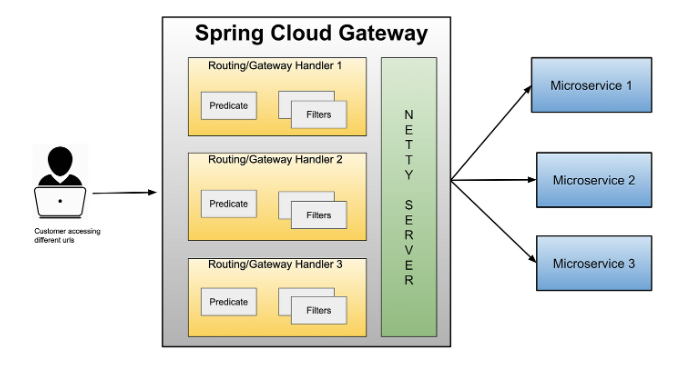 Spring Cloud Gateway
Routing/Gateway Handler 1
Predicate
Filters
Routing/Gateway Handler 2
Predicate
Filters
Routing/Gateway Handler 3
Predicate
Filters
NETTY SERVER
Customer accessing
different urls
Microservice 1
Microservice 2
Microservice 3